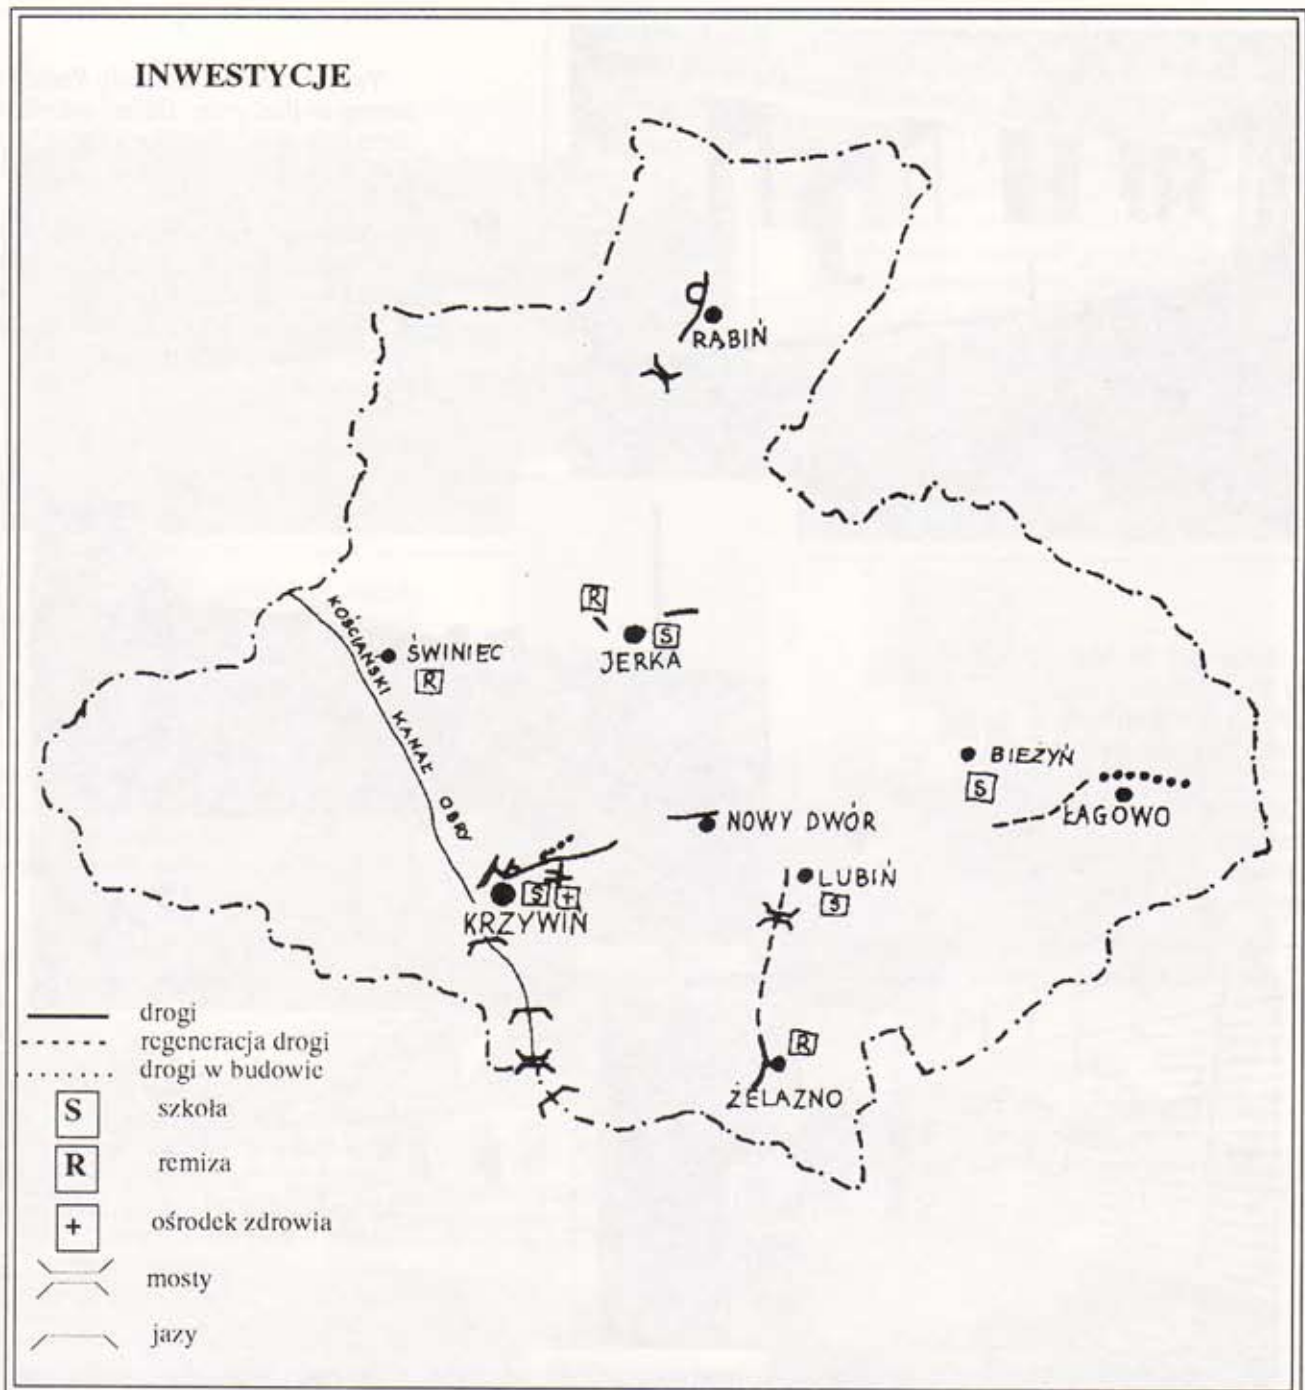 INWESTYCJE
RĄBIŃ
R
S
JERKA
KOŚCIAŃSKI KANAŁ OBRY
ŚWINIEC
R
BIEŻYŃ
S
ŁAGOWO
NOWY DWÓR
LUBIŃ
S
S +
KRZYWIŃ
R
ŻELAZNO
drogi
regeneracja drogi
drogi w budowie
S szkoła
R remiza
+ ośrodek zdrowia
mosty
jazy